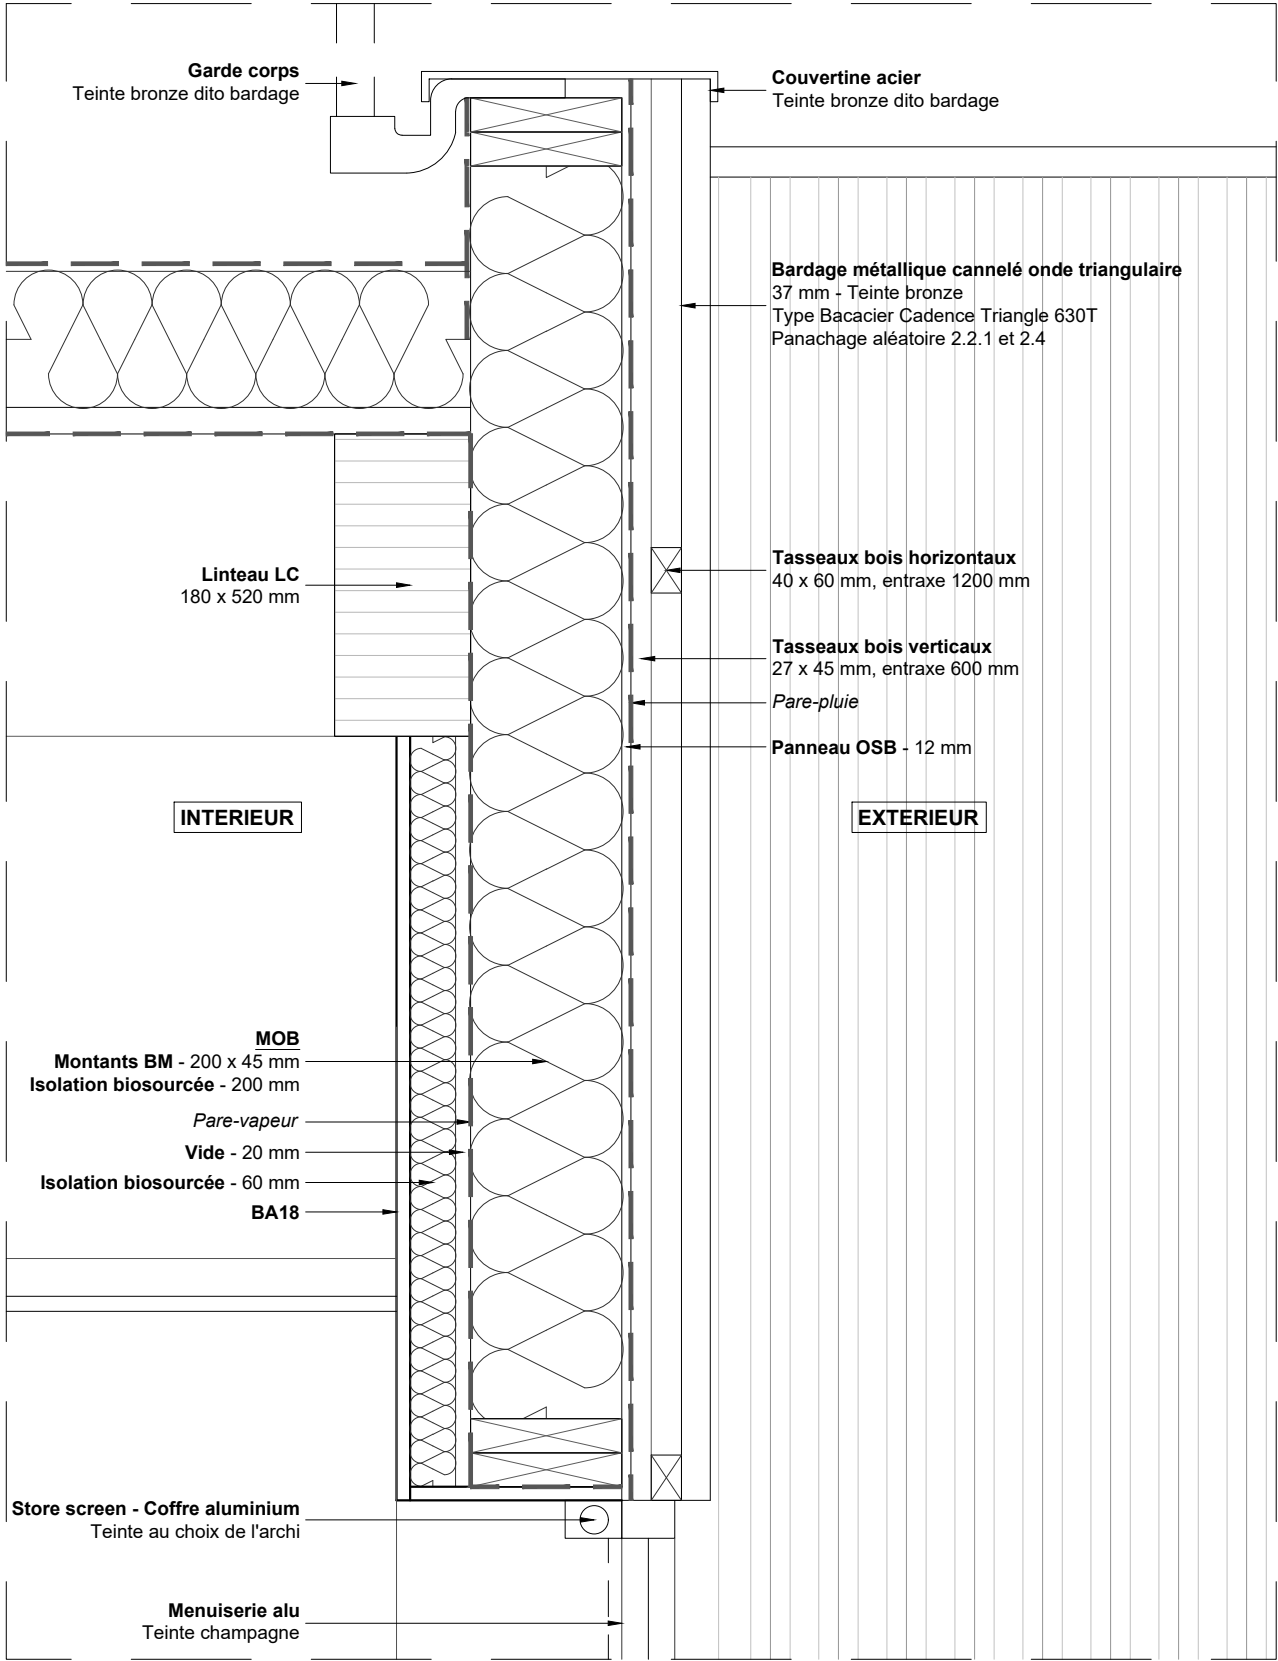 Garde corps
Teinte bronze dito bardage
Couvertine acier
Teinte bronze dito bardage
Bardage métallique cannelé onde triangulaire
37 mm - Teinte bronze
Type Bacacier Cadence Triangle 630T
Panachage aléatoire 2.2.1 et 2.4
Linteau LC
180 x 520 mm
Tasseaux bois horizontaux
40 x 60 mm, entraxe 1200 mm
Tasseaux bois verticaux
27 x 45 mm, entraxe 600 mm
Pare-pluie
Panneau OSB - 12 mm
INTERIEUR
EXTERIEUR
MOB
Montants BM - 200 x 45 mm
Isolation biosourcée - 200 mm
Pare-vapeur
Vide - 20 mm
Isolation biosourcée - 60 mm
BA18
Store screen - Coffre aluminium
Teinte au choix de l'archi
Menuiserie alu
Teinte champagne